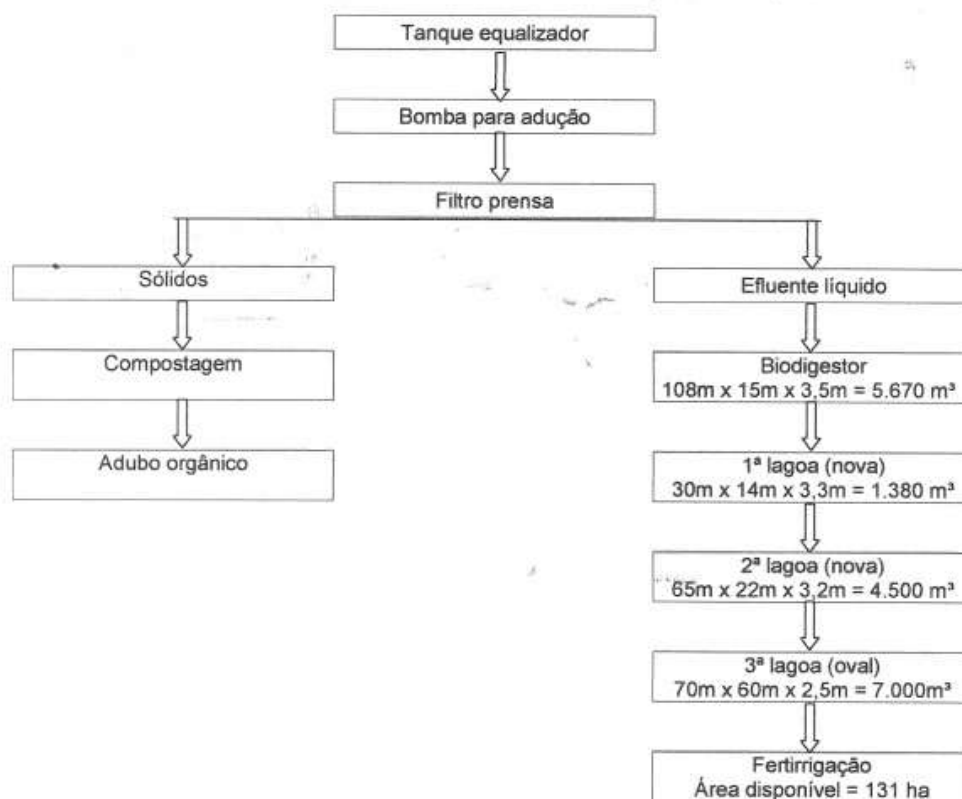 Tanque equalizador
Bomba para adução
Filtro prensa
Sólidos
Compostagem
Adubo orgânico
Efluente líquido
Biodigestor
108m x 15m x 3,5m = 5.670 m³
1ª lagoa (nova)
30m x 14m x 3,3m = 1.380 m³
2ª lagoa (nova)
65m x 22m x 3,2m = 4.500 m³
3ª lagoa (oval)
70m x 60m x 2,5m = 7.000m³
Fertirrigação
Área disponível = 131 ha